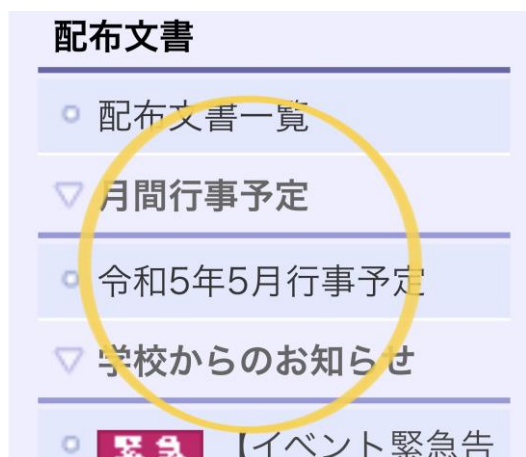 配布文書
配布文書一覧
月間行事予定
令和5年5月行事予定
学校からのお知らせ
緊急 【イベント緊急告